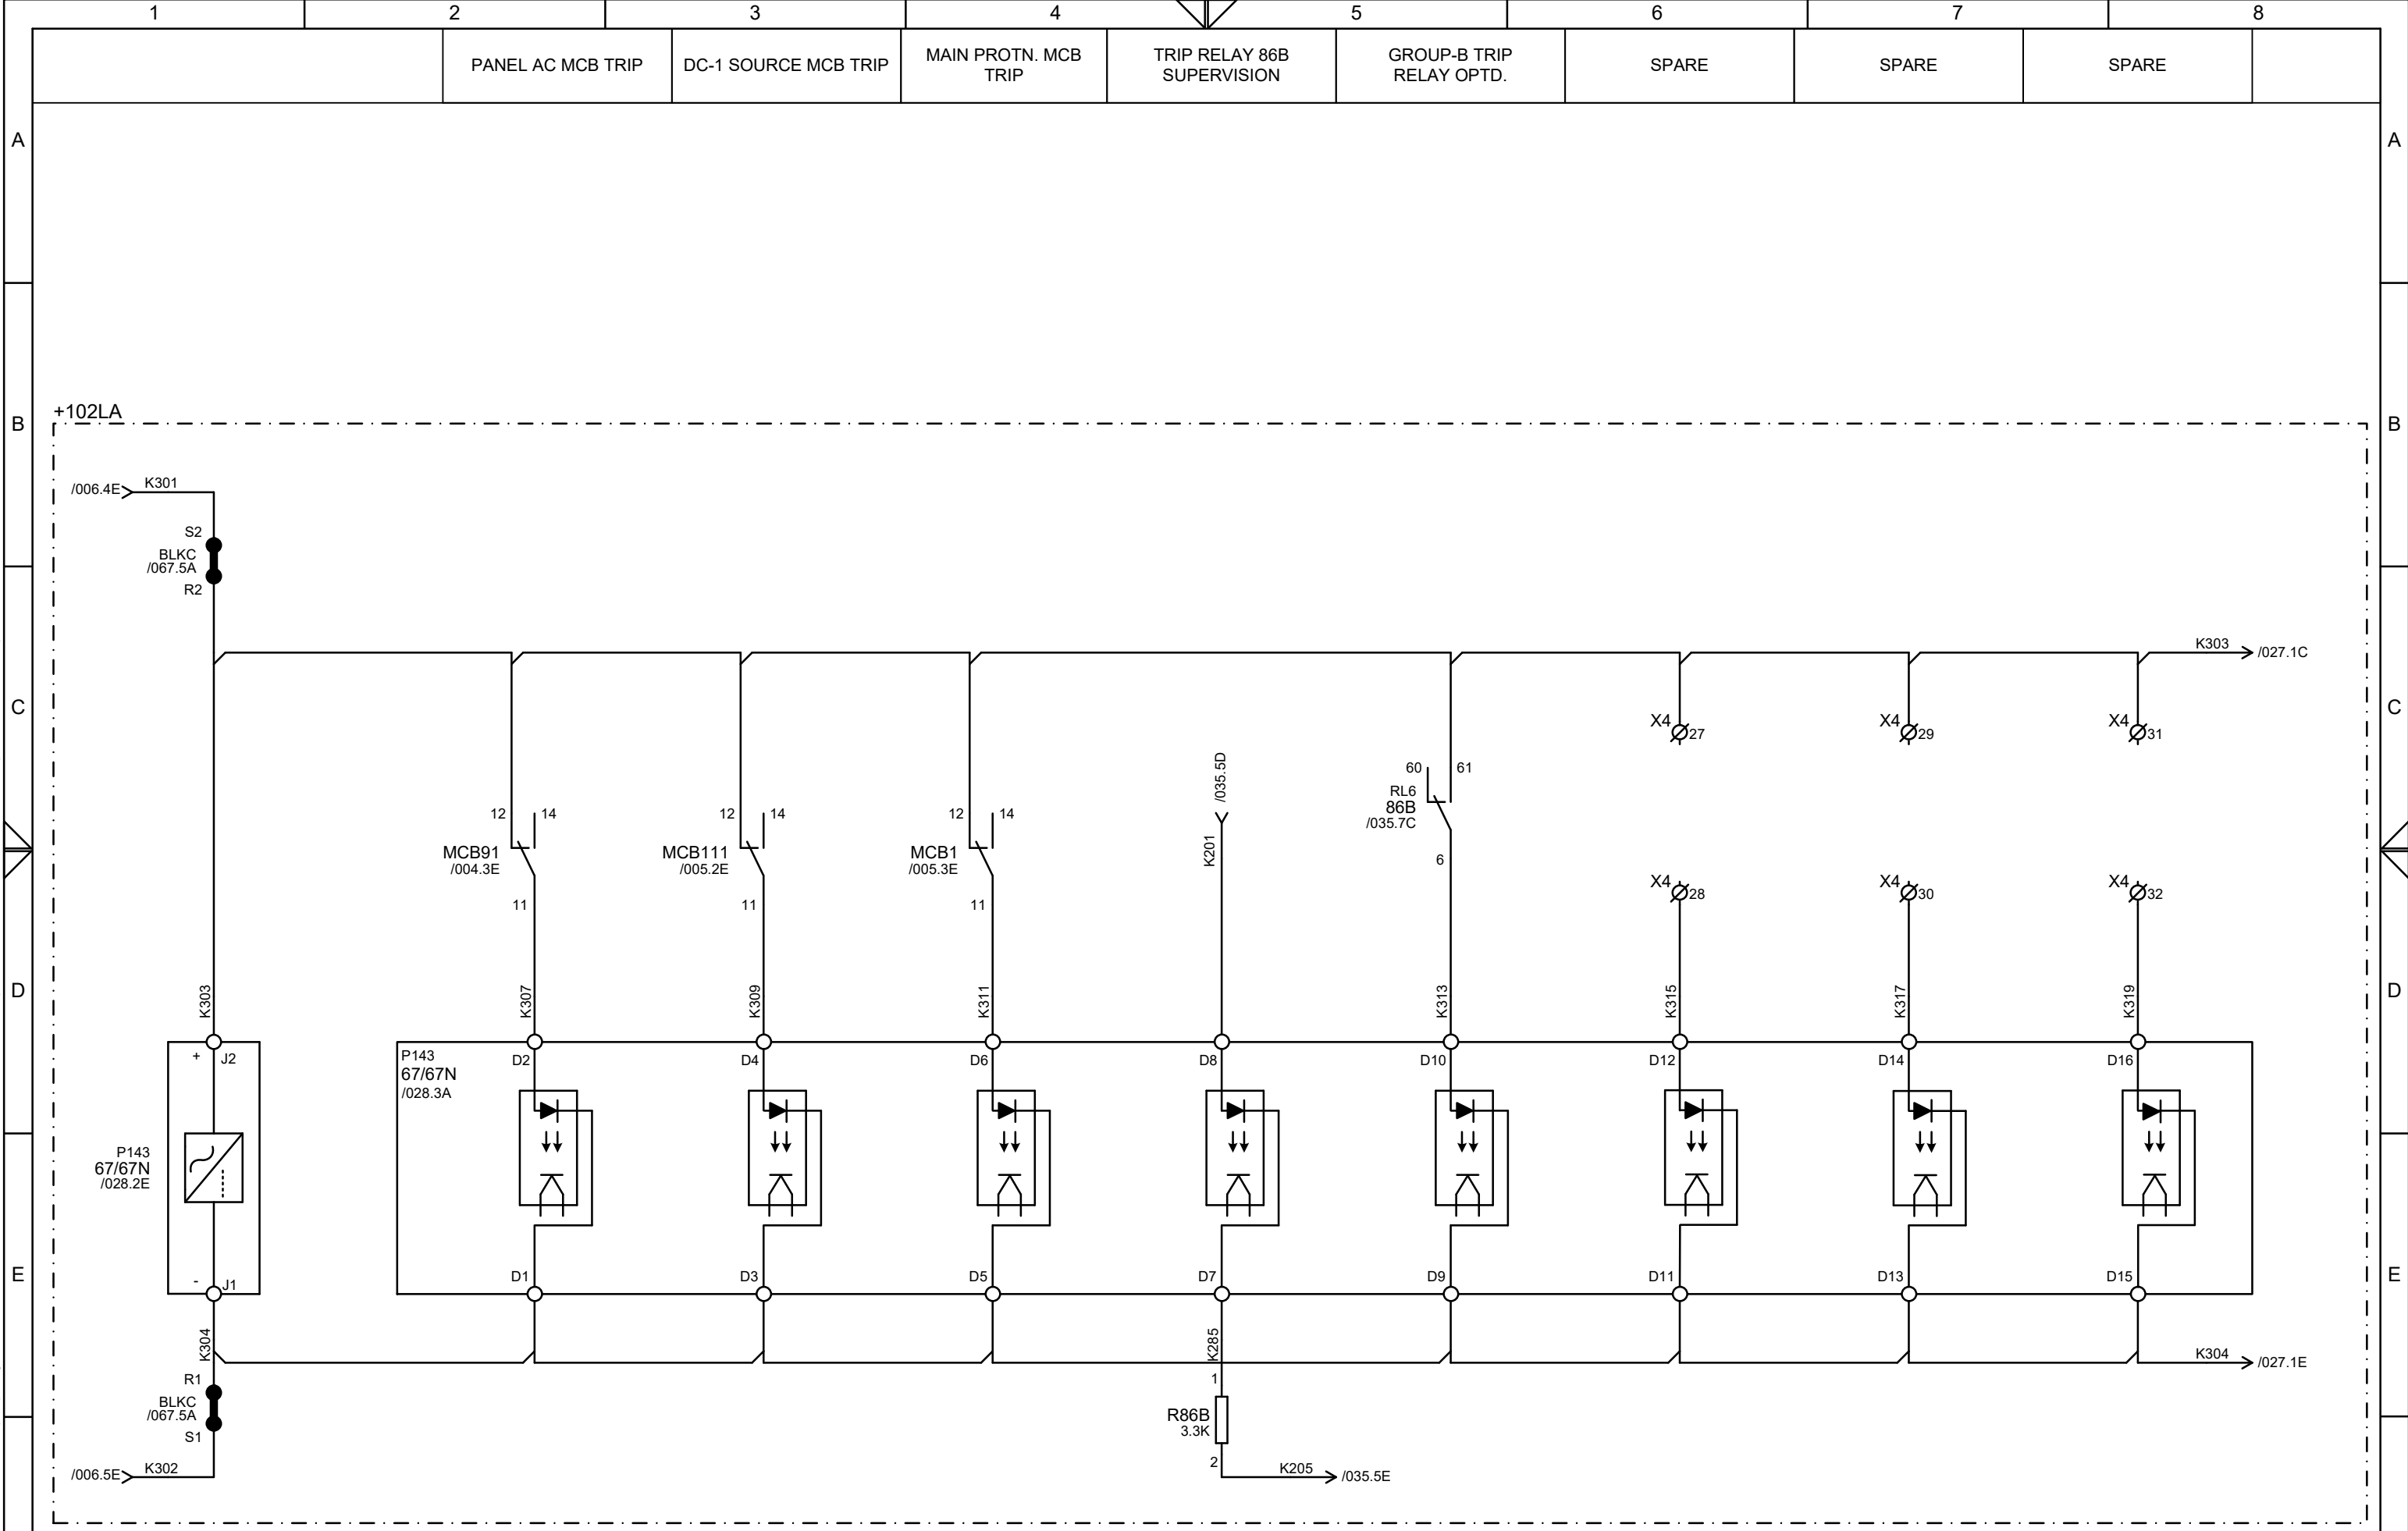 1 2 3 4 5 6 7 8
PANEL AC MCB TRIP
DC-1 SOURCE MCB TRIP
MAIN PROTN. MCB
TRIP
TRIP RELAY 86B
SUPERVISION
GROUP-B TRIP
RELAY OPTD.
SPARE
SPARE
SPARE
A A
B B
+102LA
/006.4E K301
S2
BLKC
/067.5A
R2
K303 /027.1C
C C
X4 27
X4 29
X4 31
/035.5D
K201
60 61
RL6
86B
/035.7C
6
12 14
MCB91
/004.3E
11
12 14
MCB111
/005.2E
11
12 14
MCB1
/005.3E
11
X4 28
X4 30
X4 32
D D
K303 K307 K309 K311 K313 K315 K317 K319
+ J2
P143
67/67N
/028.3A
D2 D4 D6 D8 D10 D12 D14 D16
P143
67/67N
/028.2E
E E
- J1
D1 D3 D5 D7 D9 D11 D13 D15
K304
K285
K304 /027.1E
R1
BLKC
/067.5A
S1
1
R86B
3.3K
2
/006.5E K302
K205 /035.5E